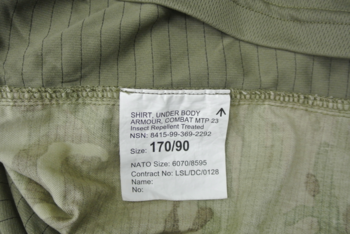 SHIRT, UNDER BODY
ARMOUR, COMBAT MTP 23
Insect Repellent Treated
NSN: 8415-99-369-2292
Size: 170/90
NATO Size: 6070/8595
Contract No: LSL/DC/0128
Name:
No: